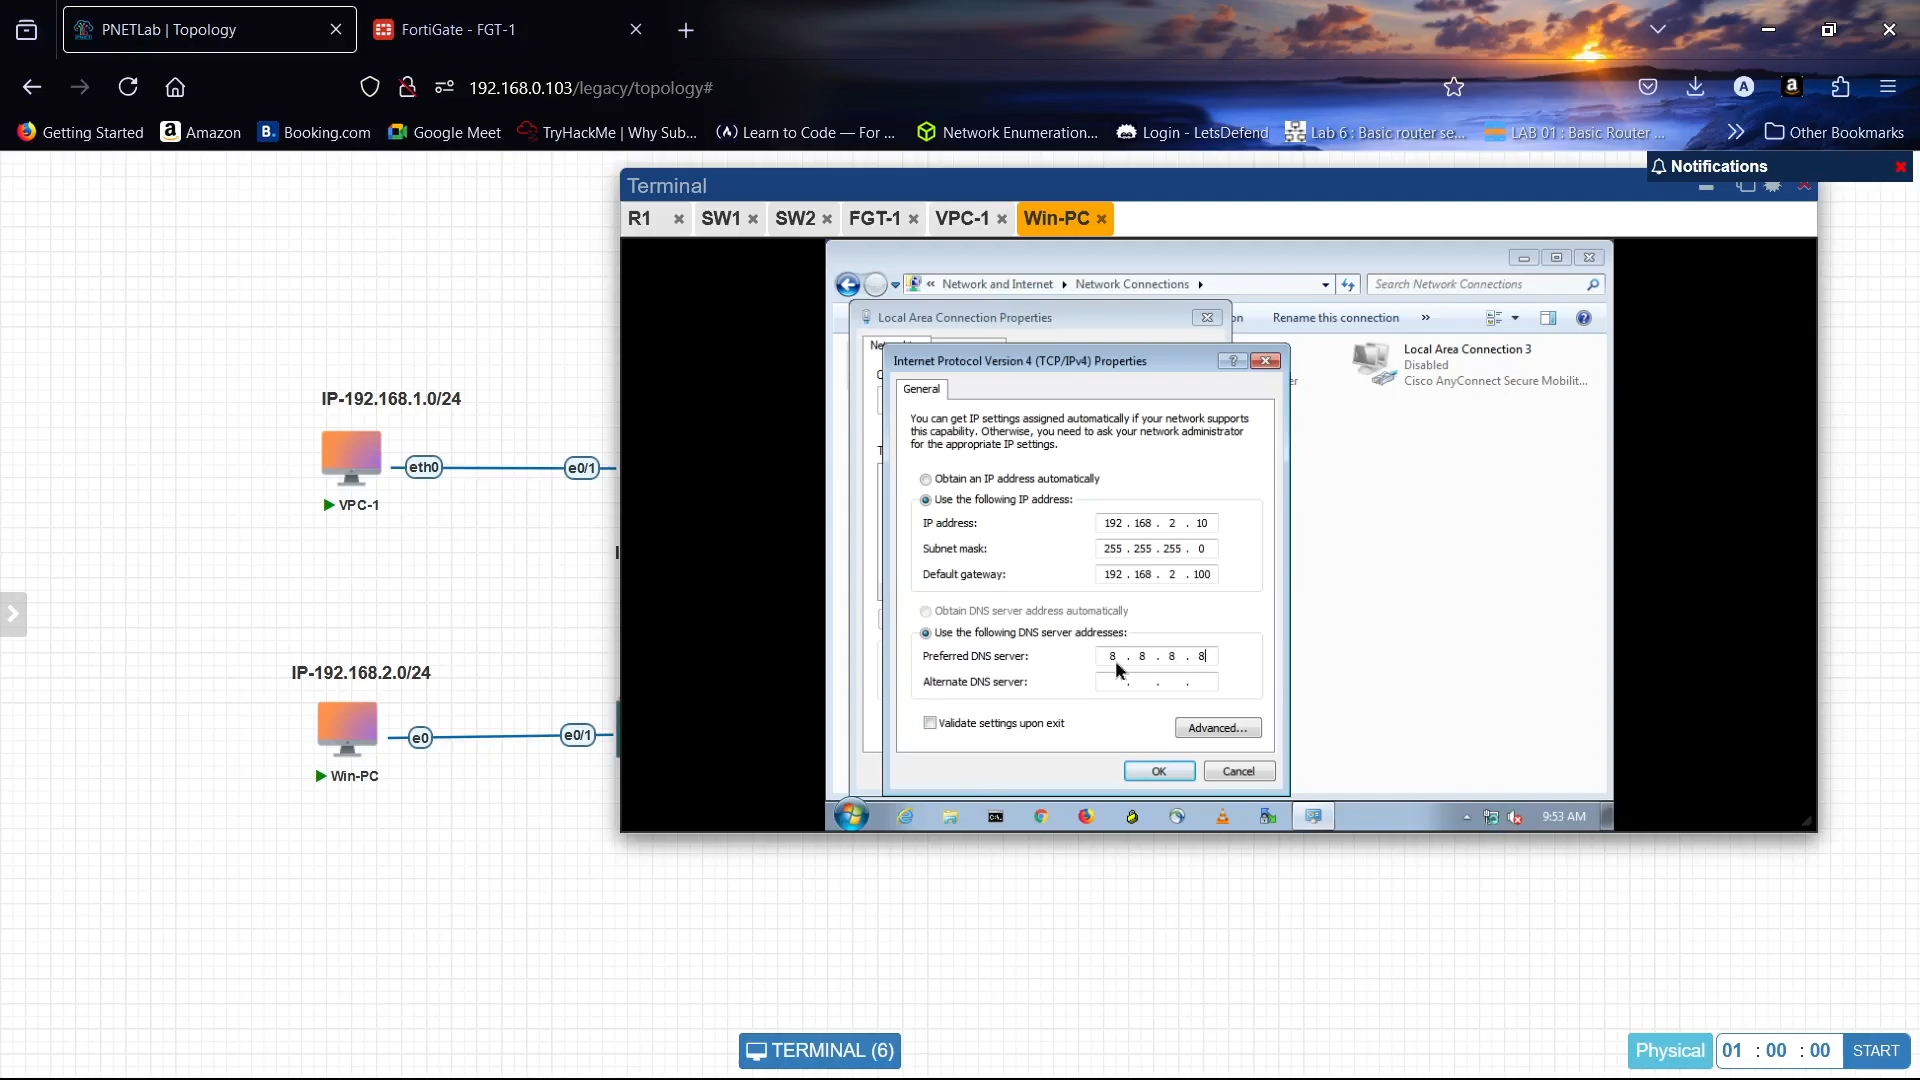 PNETLab | Topology
FortiGate - FGT-1
192.168.0.103/legacy/topology#
Getting Started
Amazon
Booking.com
Google Meet
TryHackMe | Why Sub...
Learn to Code — For ...
Network Enumeration...
Login - LetsDefend
Lab 6 : Basic router se...
LAB 01 : Basic Router ...
Other Bookmarks
Notifications
Terminal
R1
SW1
SW2
FGT-1
VPC-1
Win-PC
« Network and Internet
Network Connections
Search Network Connections
Local Area Connection Properties
Rename this connection
»
Local Area Connection 3
Disabled
Cisco AnyConnect Secure Mobilit...
Internet Protocol Version 4 (TCP/IPv4) Properties
General
You can get IP settings assigned automatically if your network supports
this capability. Otherwise, you need to ask your network administrator
for the appropriate IP settings.
Obtain an IP address automatically
Use the following IP address:
IP address: 192 . 168 . 2 . 10
Subnet mask: 255 . 255 . 255 . 0
Default gateway: 192 . 168 . 2 . 100
Obtain DNS server address automatically
Use the following DNS server addresses:
Preferred DNS server: 8 . 8 . 8 . 8
Alternate DNS server: . . .
Validate settings upon exit
Advanced...
OK
Cancel
9:53 AM
IP-192.168.1.0/24
eth0
e0/1
VPC-1
IP-192.168.2.0/24
e0
e0/1
Win-PC
TERMINAL (6)
Physical
01 : 00 : 00
START